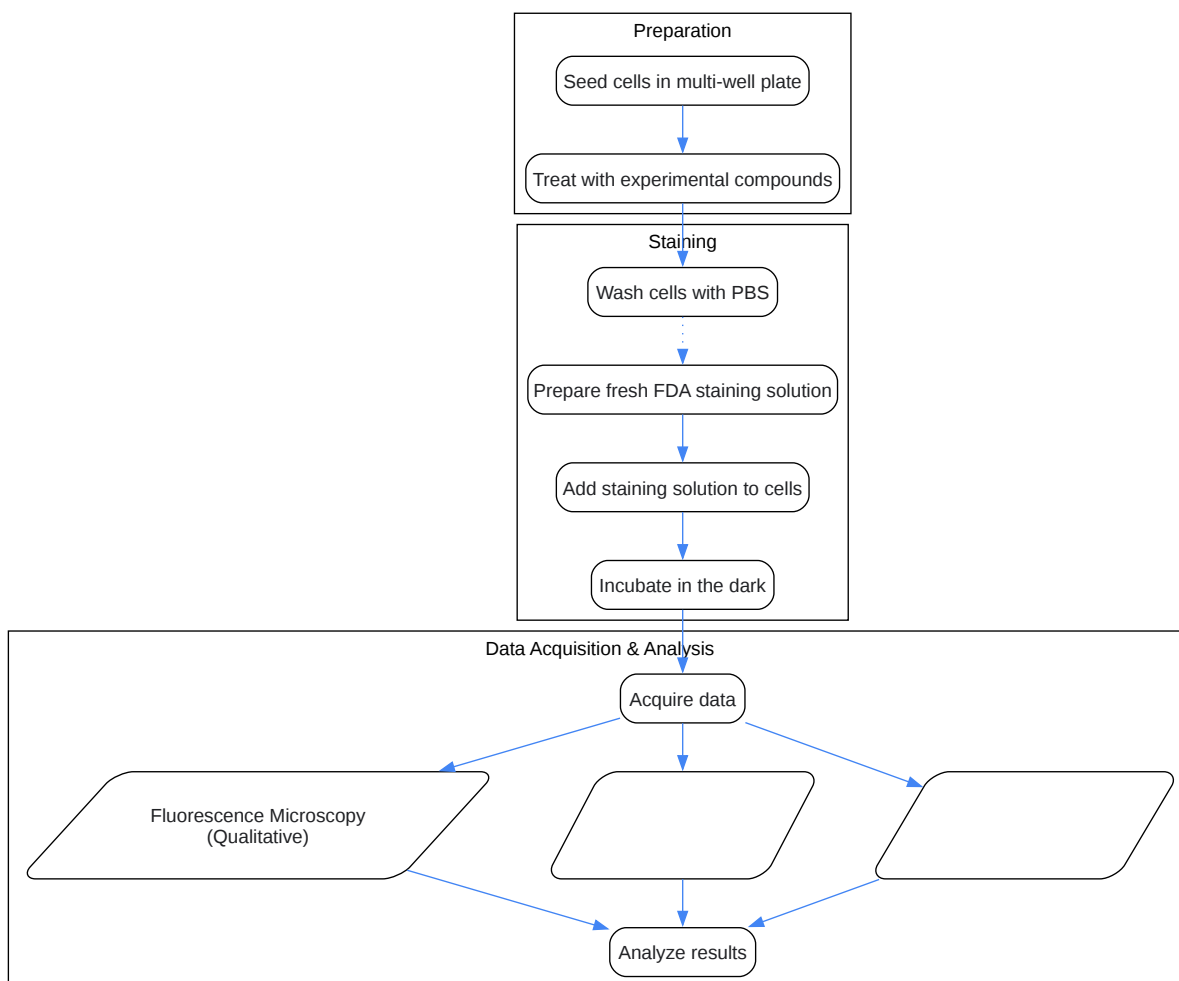 Preparation
Seed cells in multi-well plate
Treat with experimental compounds
Staining
Wash cells with PBS
Prepare fresh FDA staining solution
Add staining solution to cells
Incubate in the dark
Data Acquisition & Analysis
Acquire data
Fluorescence Microscopy
(Qualitative)
Analyze results